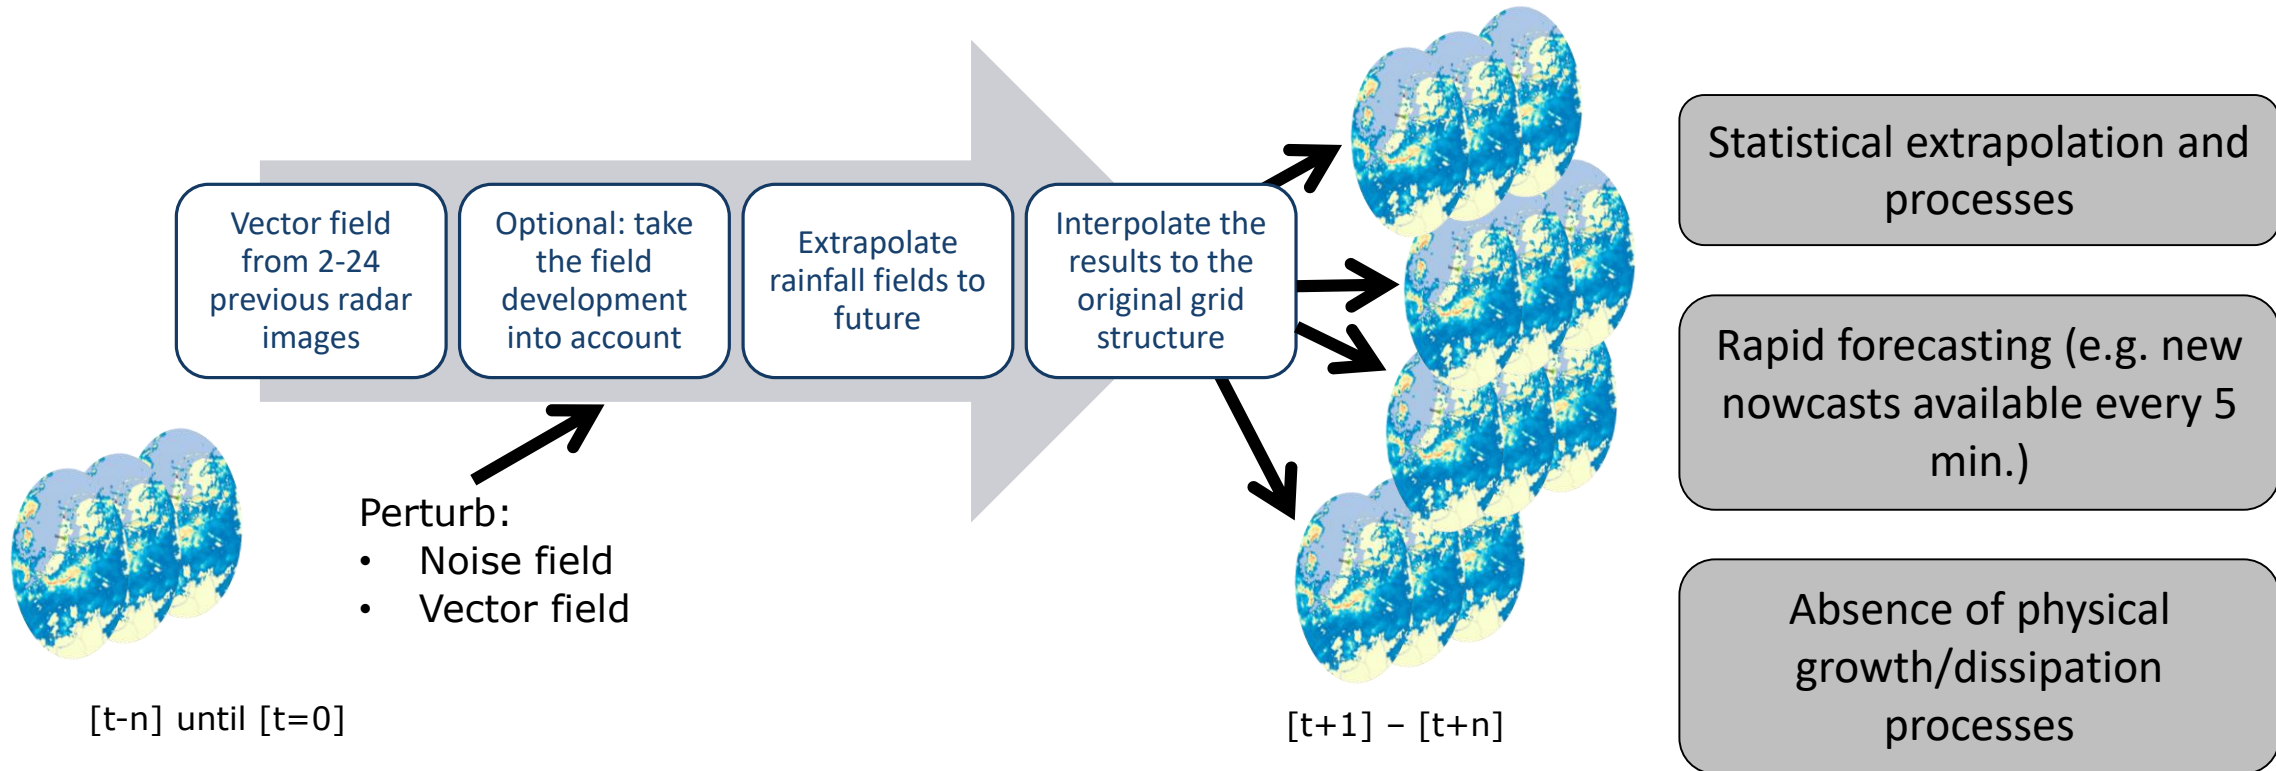 Vector field
from 2-24
previous radar
images
Optional: take
the field
development
into account
Extrapolate
rainfall fields to
future
Interpolate the
results to the
original grid
structure
Perturb:
• Noise field
• Vector field
[t-n] until [t=0]
[t+1] – [t+n]
Statistical extrapolation and
processes
Rapid forecasting (e.g. new
nowcasts available every 5
min.)
Absence of physical
growth/dissipation
processes